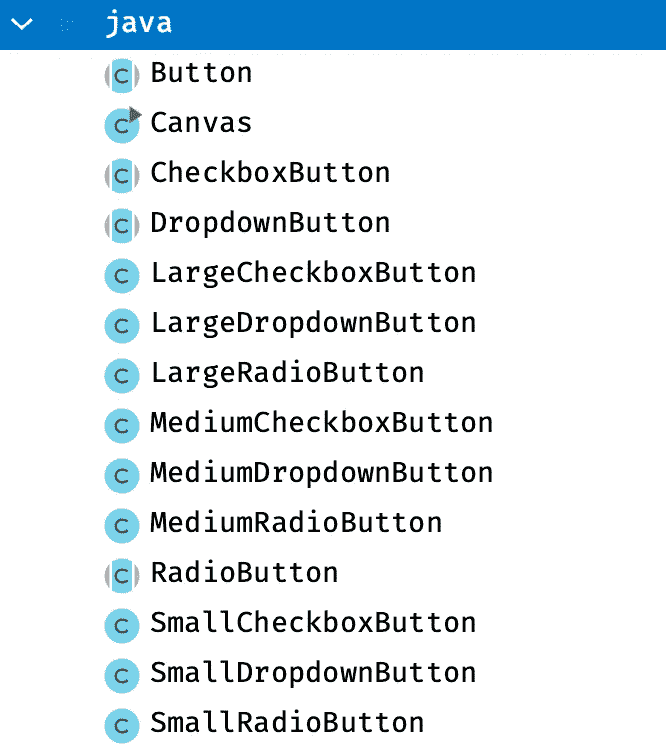 java
Button
Canvas
CheckboxButton
DropdownButton
LargeCheckboxButton
LargeDropdownButton
LargeRadioButton
MediumCheckboxButton
MediumDropdownButton
MediumRadioButton
RadioButton
SmallCheckboxButton
SmallDropdownButton
SmallRadioButton